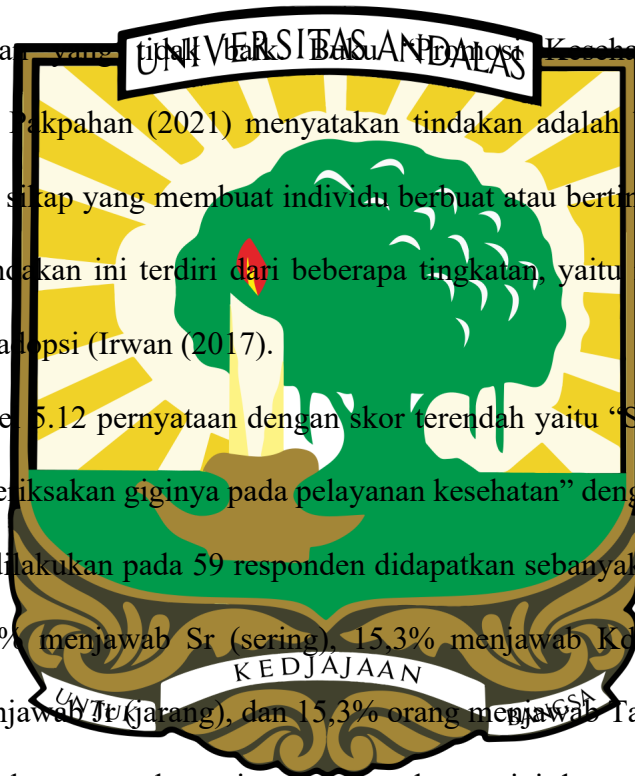 UNIVERSITAS ANDALAS
an yang tidak baik. Buku “Promosi Keseha
Pakpahan (2021) menyatakan tindakan adalah
sikap yang membuat individu berbuat atau bertin
ndakan ini terdiri dari beberapa tingkatan, yaitu
adopsi (Irwan (2017).
el 5.12 pernyataan dengan skor terendah yaitu “S
eriksakan giginya pada pelayanan kesehatan” deng
dilakukan pada 59 responden didapatkan sebanyak
% menjawab Sr (sering), 15,3% menjawab Kd
KEDJAJAAN
UNTUK BANGSA
njawab Jr (jarang), dan 15,3% orang menjawab Ta